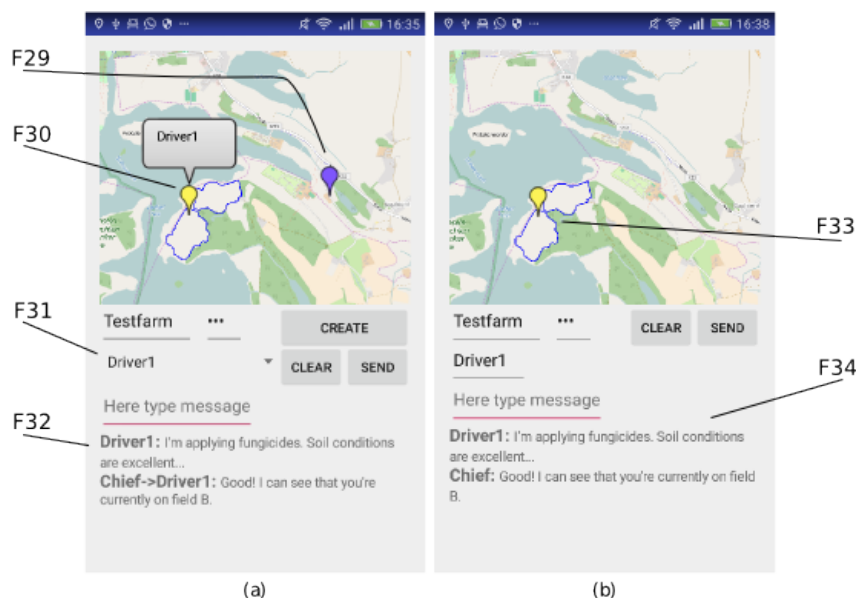 16:35
16:38
F29
F30
Driver1
F33
F31
Testfarm ••• CREATE
Driver1 CLEAR SEND
Here type message
F32
Driver1: I'm applying fungicides. Soil conditions
are excellent...
Chief->Driver1: Good! I can see that you're
currently on field B.
(a)
Testfarm ••• CLEAR SEND
Driver1
F34
Here type message
Driver1: I'm applying fungicides. Soil conditions
are excellent...
Chief: Good! I can see that you're currently on field
B.
(b)